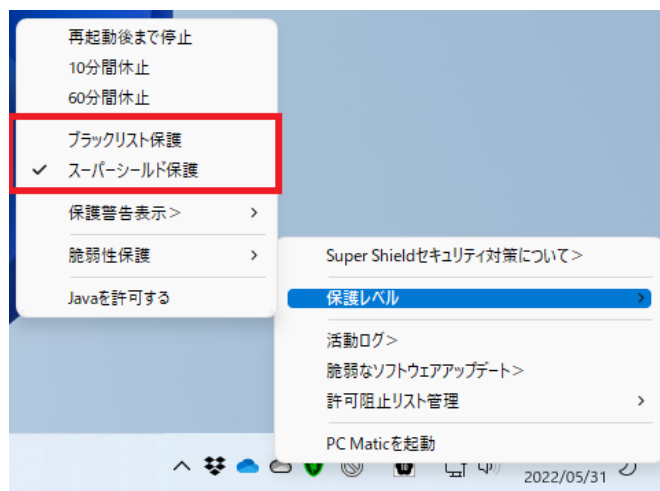 再起動後まで停止
10分間休止
60分間休止
ブラックリスト保護
スーパーシールド保護
保護警告表示>
脆弱性保護
Javaを許可する
Super Shieldセキュリティ対策について>
保護レベル
活動ログ>
脆弱なソフトウェアアップデート>
許可阻止リスト管理
PC Maticを起動
2022/05/31